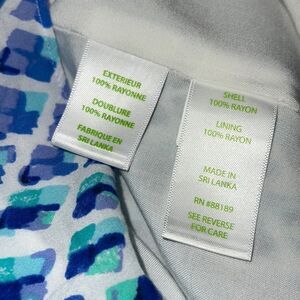 EXTERIEUR
100% RAYONNE
DOUBLURE
100% RAYONNE
FABRIQUE EN
SRI LANKA
SHELL
100% RAYON
LINING
100% RAYON
MADE IN
SRI LANKA
RN #88189
SEE REVERSE
FOR CARE